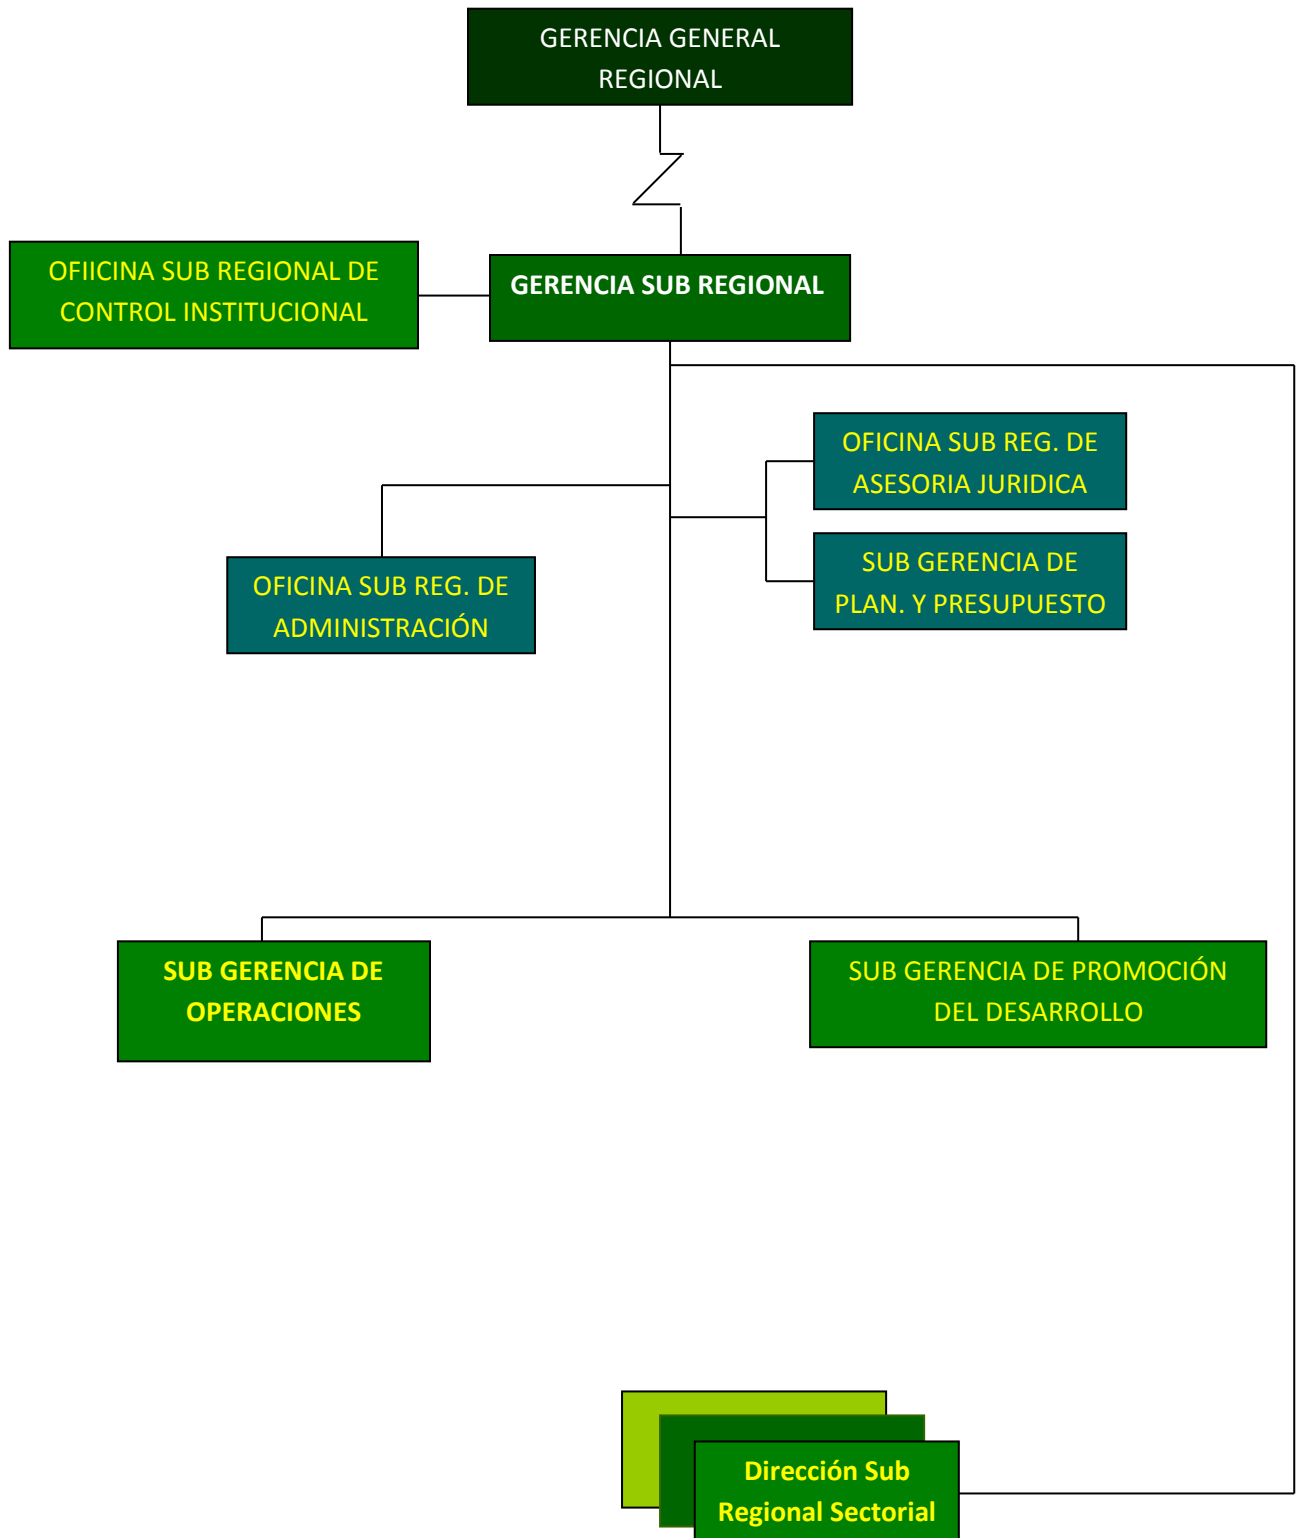 GERENCIA GENERAL
REGIONAL
OFIICINA SUB REGIONAL DE
CONTROL INSTITUCIONAL
GERENCIA SUB REGIONAL
OFICINA SUB REG. DE
ASESORIA JURIDICA
SUB GERENCIA DE
PLAN. Y PRESUPUESTO
OFICINA SUB REG. DE
ADMINISTRACIÓN
SUB GERENCIA DE
OPERACIONES
SUB GERENCIA DE PROMOCIÓN
DEL DESARROLLO
Dirección Sub
Regional Sectorial